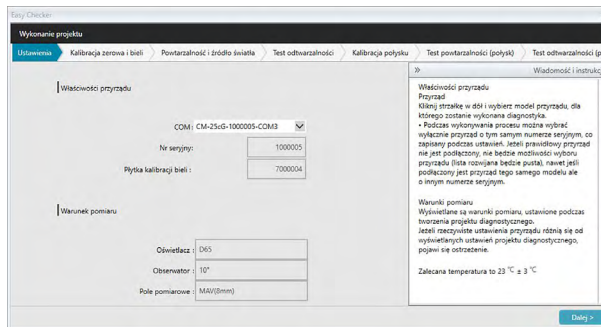 Easy Checker
Wykonanie projektu
Ustawienia
Kalibracja zerowa i bieli
Powtarzalność i źródło światła
Test odtwarzalności
Kalibracja połysku
Test powtarzalności (połysk)
Test odtwarzalności (p
Wiadomość i instrukcj
Właściwości przyrządu
COM: CM-25cG-1000005-COM3
Nr seryjny: 1000005
Płytka kalibracji bieli : 7000004
Warunek pomiaru
Oświetlacz : D65
Obserwator : 10°
Pole pomiarowe : MAV(8mm)
Właściwości przyrządu
Przyrząd
Kliknij strzałkę w dół i wybierz model przyrządu, dla
którego zostanie wykonana diagnostyka.
• Podczas wykonywania procesu można wybrać
wyłącznie przyrząd o tym samym numerze seryjnym, co
zapisany podczas ustawień. Jeżeli prawidłowy przyrząd
nie jest podłączony, nie będzie możliwości wyboru
przyrządu (lista rozwijana będzie pusta), nawet jeśli
podłączony jest przyrząd tego samego modelu ale
o innym numerze seryjnym.
Warunki pomiaru
Wyświetlane są warunki pomiaru, ustawione podczas
tworzenia projektu diagnostycznego.
Jeżeli rzeczywiste ustawienia przyrządu różnią się od
wyświetlanych ustawień projektu diagnostycznego,
pojawi się ostrzeżenie.
Zalecana temperatura to 23 °C ± 3 °C
Dalej >